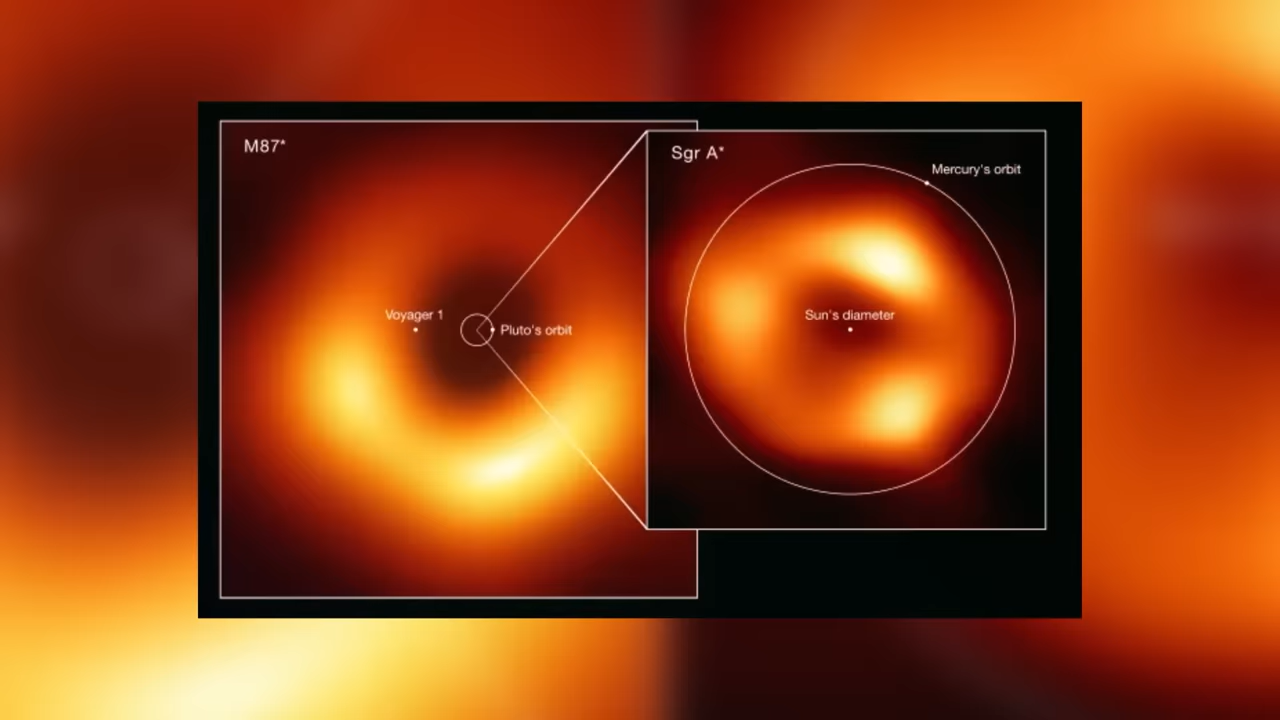 M87*
Voyager 1
Pluto's orbit
Sgr A*
Mercury's orbit
Sun's diameter